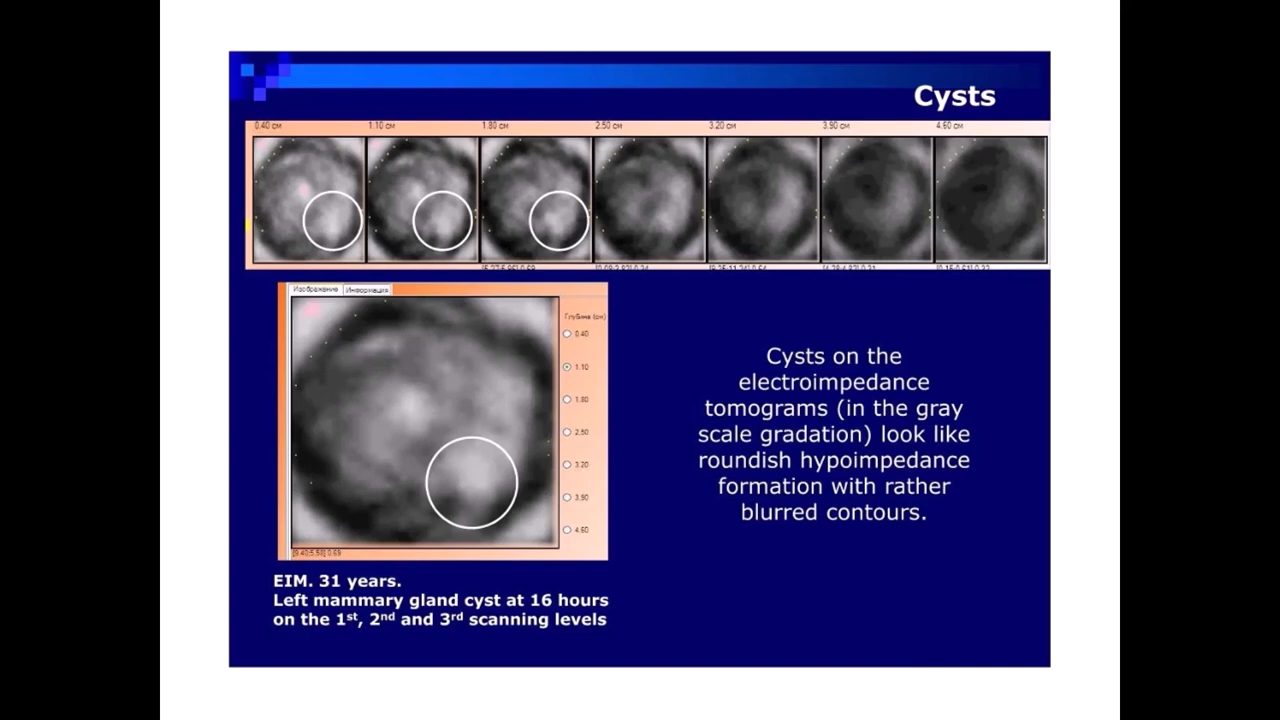 Cysts
0.40 см 1.10 см 1.80 см 2.50 см 3.20 см 3.90 см 4.60 см
Изображение Информация
Глубина (см)
0.40
1.10
1.80
2.50
3.20
3.90
4.60
Cysts on the
electroimpedance
tomograms (in the gray
scale gradation) look like
roundish hypoimpedance
formation with rather
blurred contours.
EIM. 31 years.
Left mammary gland cyst at 16 hours
on the 1st, 2nd and 3rd scanning levels